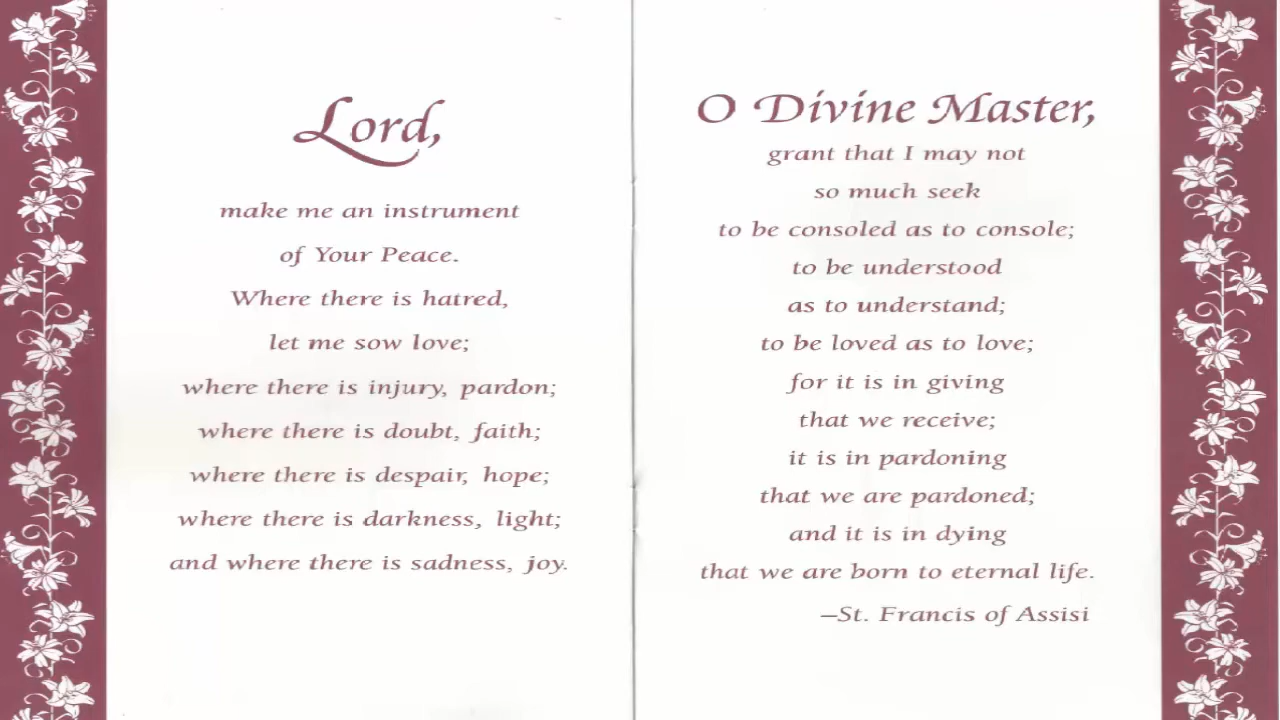 Lord,
make me an instrument
of Your Peace.
Where there is hatred,
let me sow love;
where there is injury, pardon;
where there is doubt, faith;
where there is despair, hope;
where there is darkness, light;
and where there is sadness, joy.
O Divine Master,
grant that I may not
so much seek
to be consoled as to console;
to be understood
as to understand;
to be loved as to love;
for it is in giving
that we receive;
it is in pardoning
that we are pardoned;
and it is in dying
that we are born to eternal life.
–St. Francis of Assisi